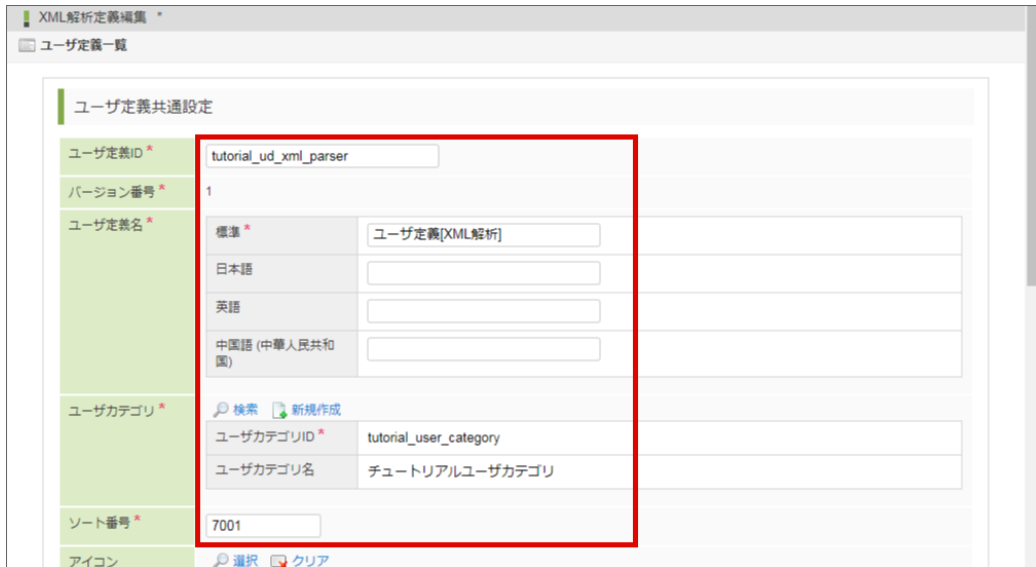 XML解析定義編集 *
ユーザ定義一覧
ユーザ定義共通設定
ユーザ定義ID *
tutorial_ud_xml_parser
バージョン番号 *
1
ユーザ定義名 *
標準 *
ユーザ定義[XML解析]
日本語
英語
中国語 (中華人民共和
国)
ユーザカテゴリ *
検索 新規作成
ユーザカテゴリID *
tutorial_user_category
ユーザカテゴリ名
チュートリアルユーザカテゴリ
ソート番号 *
7001
アイコン
選択 クリア